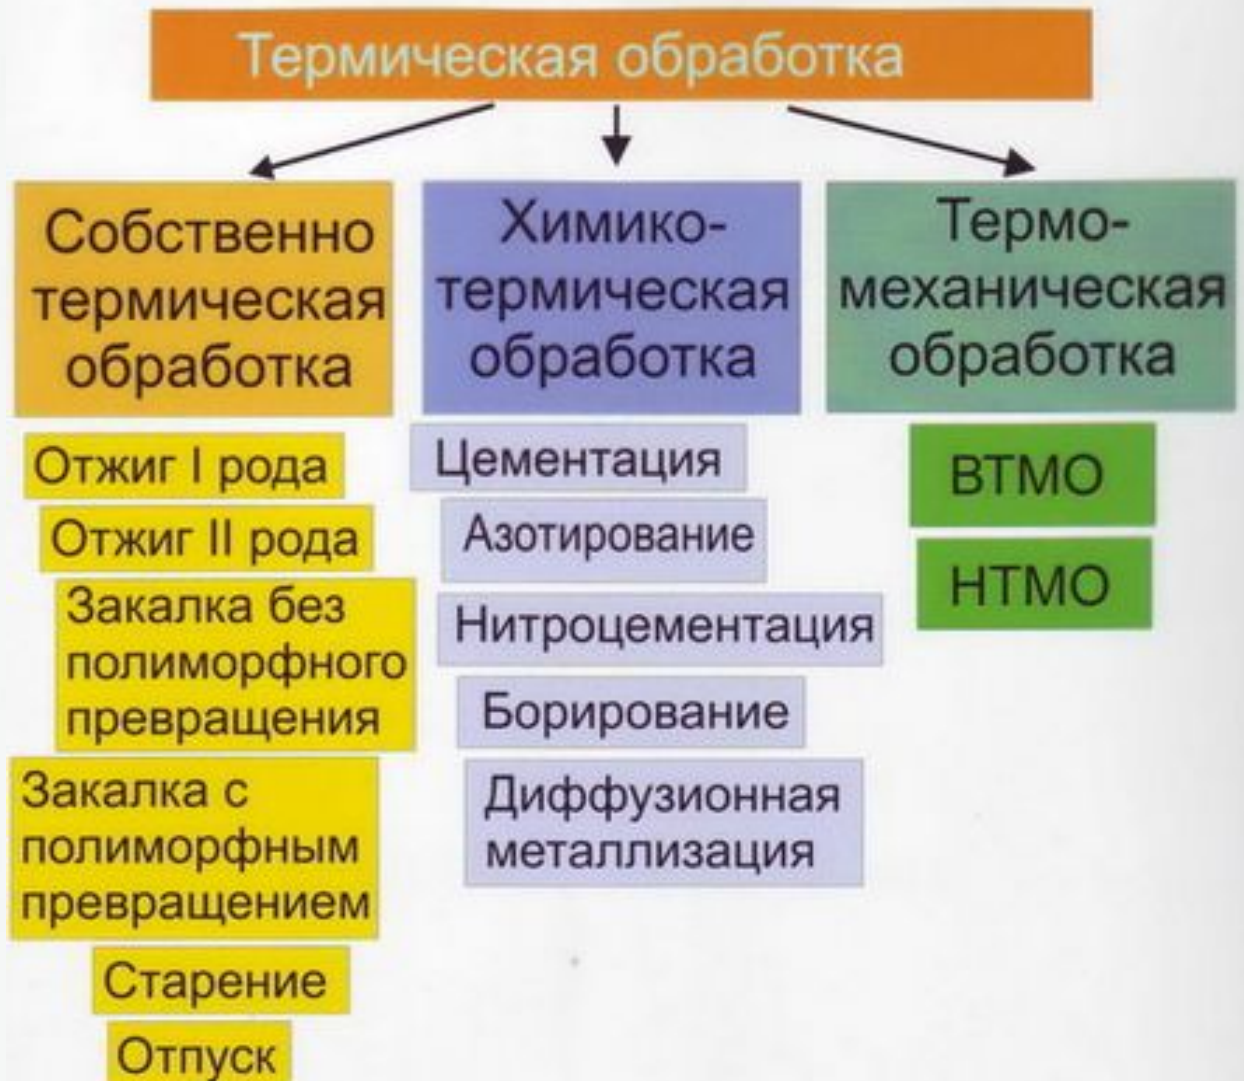 Термическая обработка
Собственно
термическая
обработка
Отжиг I рода
Отжиг II рода
Закалка без
полиморфного
превращения
Закалка с
полиморфным
превращением
Старение
Отпуск
Химико-
термическая
обработка
Цементация
Азотирование
Нитроцементация
Борирование
Диффузионная
металлизация
Термо-
механическая
обработка
ВТМО
НТМО